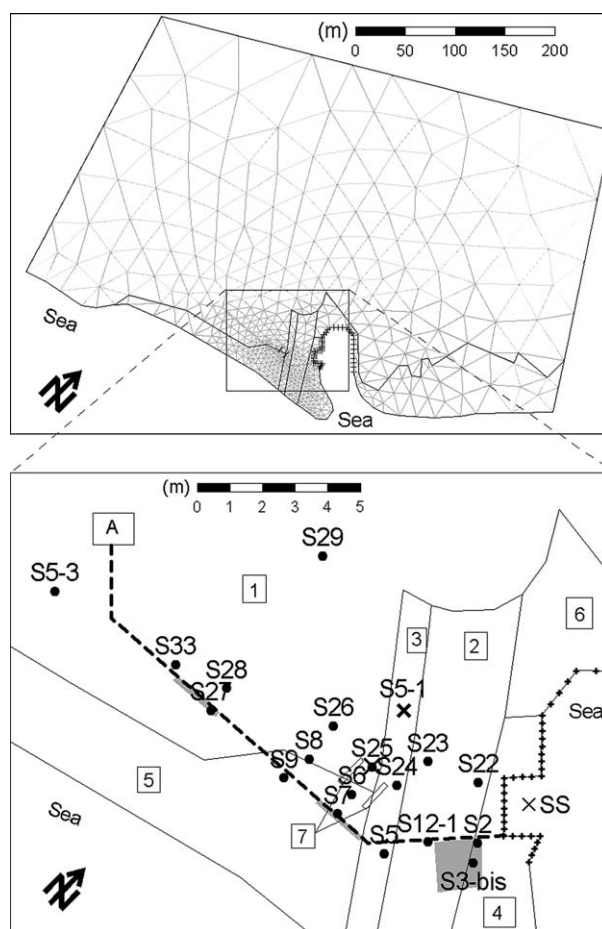 (m)
0 50 100 150 200
Sea
N
Sea
(m)
0 1 2 3 4 5
A
S29
S5-3
1
6
3
2
S33
S28
S27
S5-1
Sea
S26
S8
S25
S23
S9
S22
5
S6
S24
SS
Sea
S7
7
S5
S12-1
S2
S3-bis
N
4